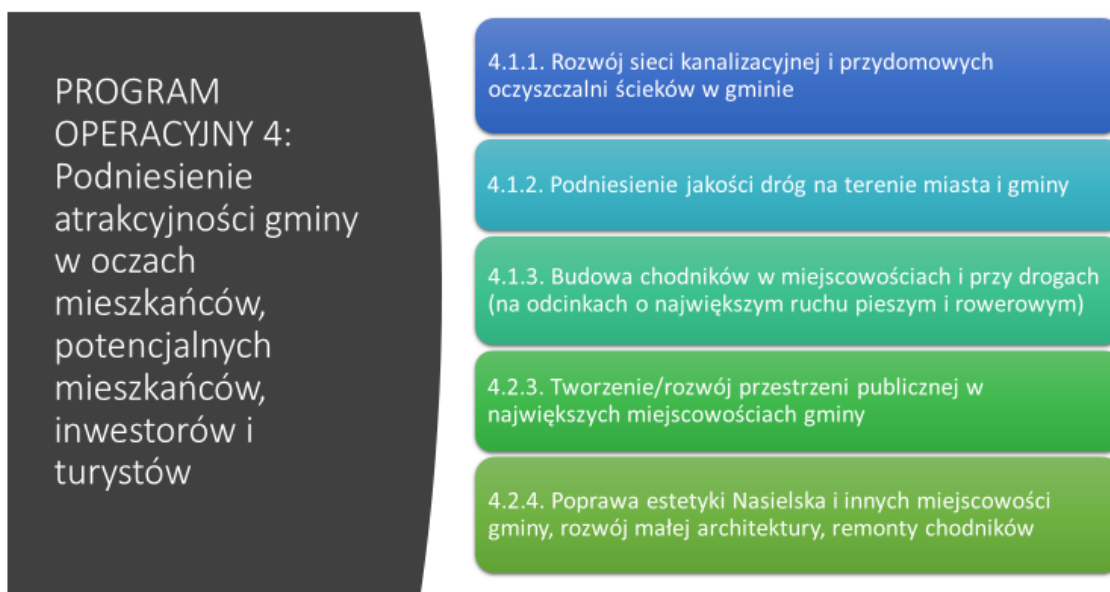 PROGRAM
OPERACYJNY 4:
Podniesienie
atrakcyjności gminy
w oczach
mieszkańców,
potencjalnych
mieszkańców,
inwestorów i
turystów
4.1.1. Rozwój sieci kanalizacyjnej i przydomowych
oczyszczalni ścieków w gminie
4.1.2. Podniesienie jakości dróg na terenie miasta i gminy
4.1.3. Budowa chodników w miejscowościach i przy drogach
(na odcinkach o największym ruchu pieszym i rowerowym)
4.2.3. Tworzenie/rozwój przestrzeni publicznej w
największych miejscowościach gminy
4.2.4. Poprawa estetyki Nasielska i innych miejscowości
gminy, rozwój małej architektury, remonty chodników